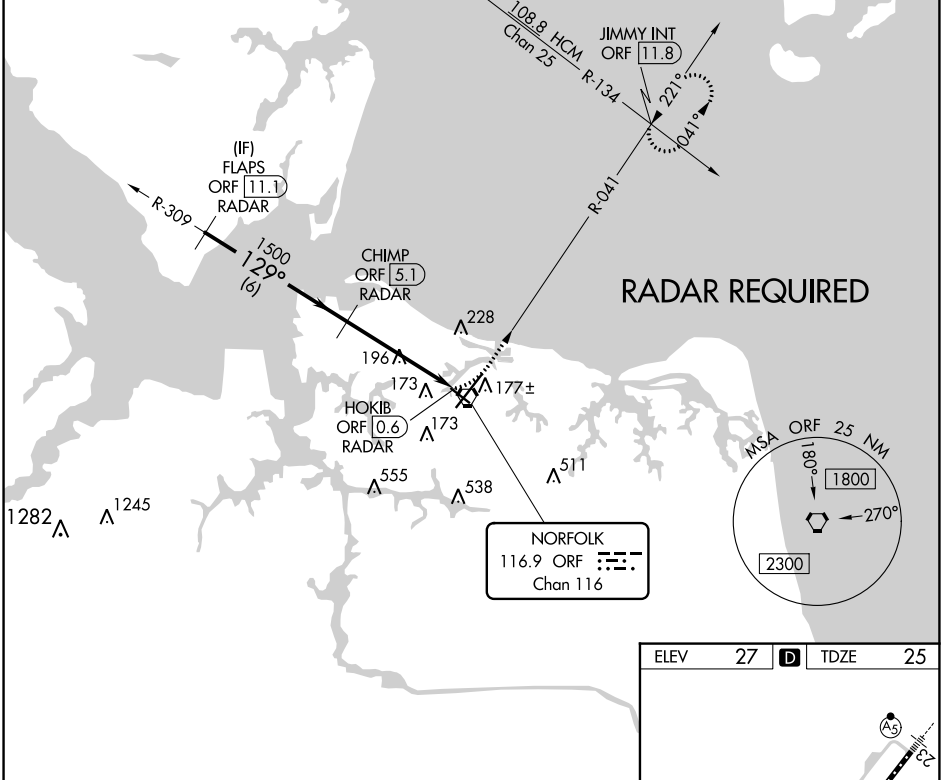 108.8 HCM
Chan 25
R-134
JIMMY INT
ORF 11.8
221°
041°
(IF)
FLAPS
ORF 11.1
RADAR
R-309
1500
129°
(6)
R-041
CHIMP
ORF 5.1
RADAR
RADAR REQUIRED
228
196
173
177±
HOKIB
ORF 0.6
RADAR
173
555
538
511
1282
1245
MSA ORF 25 NM
180°
1800
270°
2300
NORFOLK
116.9 ORF
Chan 116
ELEV 27 D TDZE 25
A5
23